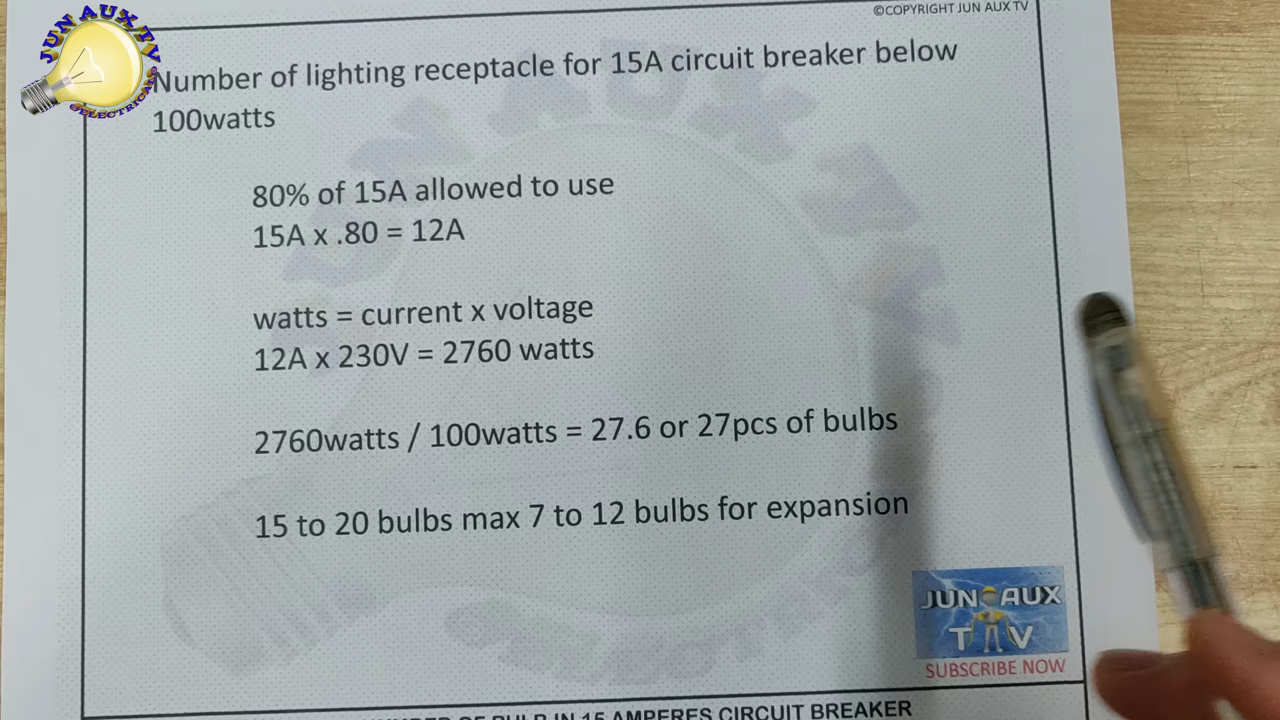 ©COPYRIGHT JUN AUX TV
JUN AUX TV
ELECTRICALS
Number of lighting receptacle for 15A circuit breaker below
100watts
80% of 15A allowed to use
15A x .80 = 12A
watts = current x voltage
12A x 230V = 2760 watts
2760watts / 100watts = 27.6 or 27pcs of bulbs
15 to 20 bulbs max 7 to 12 bulbs for expansion
JUN AUX
TV
SUBSCRIBE NOW
BULB IN 15 AMPERES CIRCUIT BREAKER